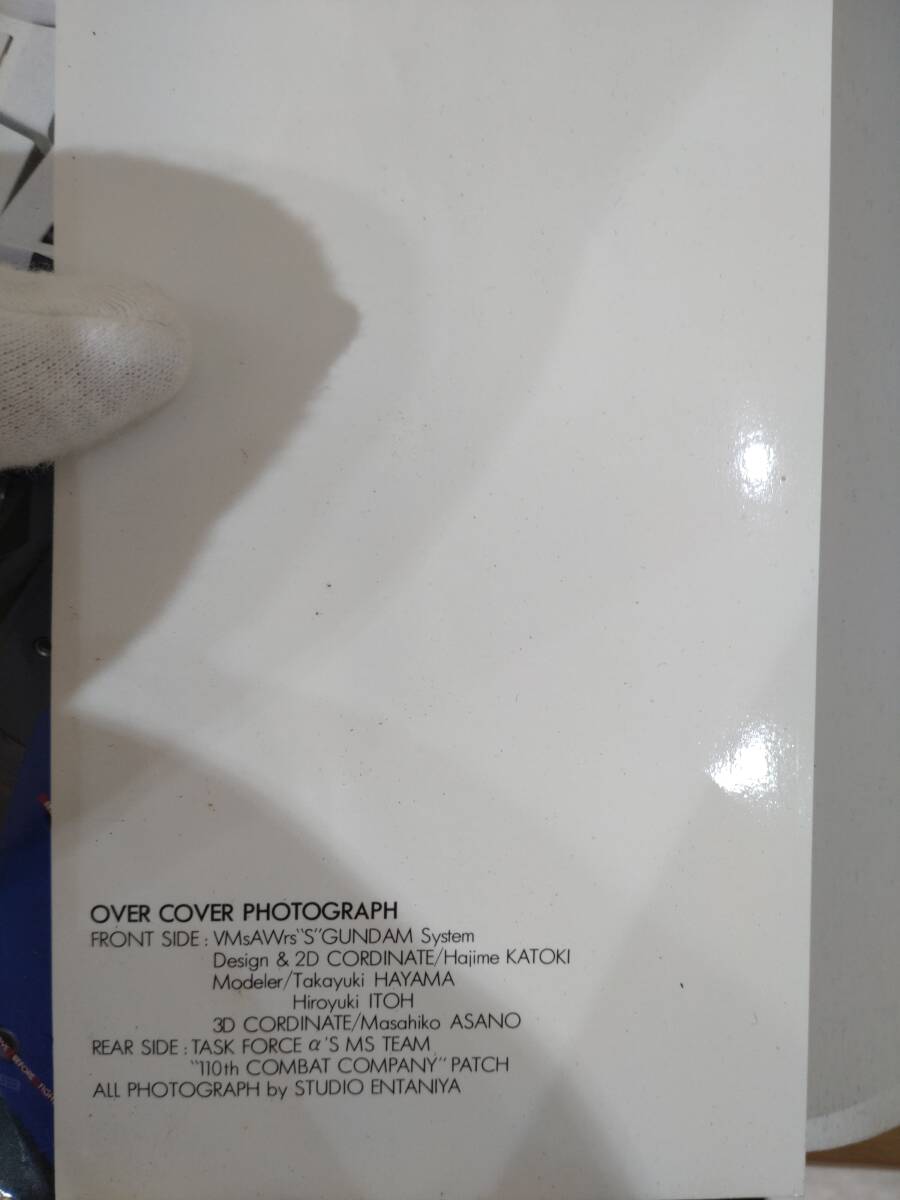 OVER COVER PHOTOGRAPH
FRONT SIDE : VMsAWrs"S"GUNDAM System
Design & 2D CORDINATE/Hajime KATOKI
Modeler/Takayuki HAYAMA
Hiroyuki ITOH
3D CORDINATE/Masahiko ASANO
REAR SIDE : TASK FORCE α'S MS TEAM
"110th COMBAT COMPANY" PATCH
ALL PHOTOGRAPH by STUDIO ENTANIYA